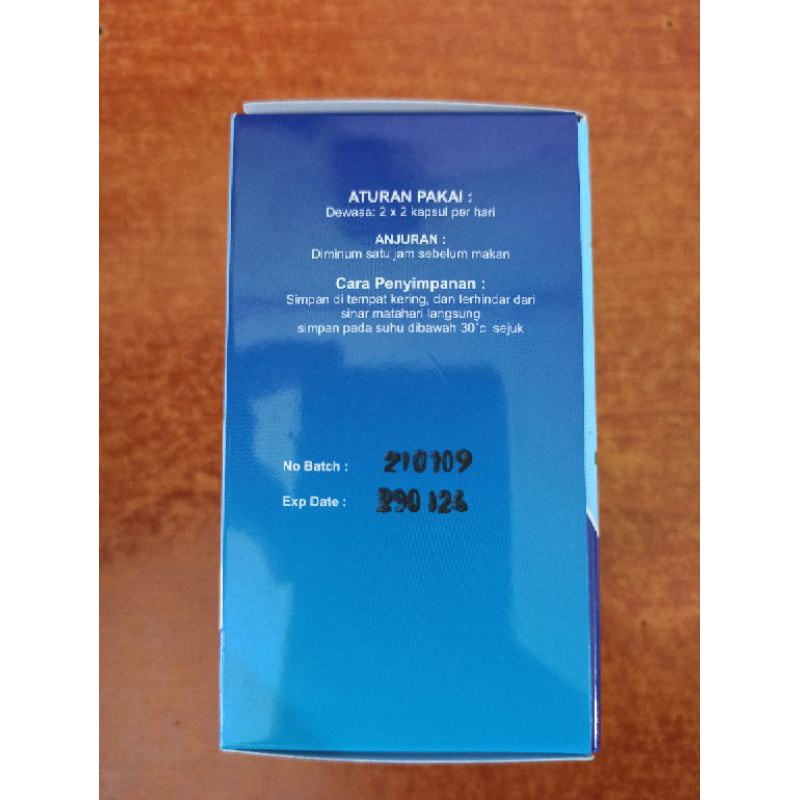 ATURAN PAKAI :
Dewasa: 2 x 2 kapsul per hari
ANJURAN :
Diminum satu jam sebelum makan
Cara Penyimpanan :
Simpan di tempat kering, dan terhindar dari
sinar matahari langsung
simpan pada suhu dibawah 30°c sejuk
No Batch : 210109
Exp Date :